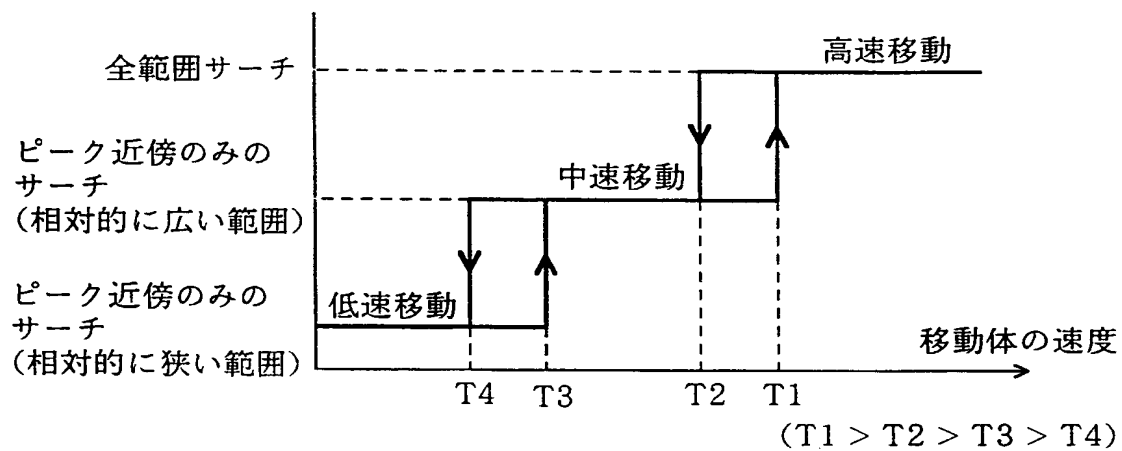 高速移動
全範囲サーチ
ピーク近傍のみの
サーチ
(相対的に広い範囲)
中速移動
ピーク近傍のみの
サーチ
(相対的に狭い範囲)
低速移動
移動体の速度
T4 T3 T2 T1
(T1 > T2 > T3 > T4)